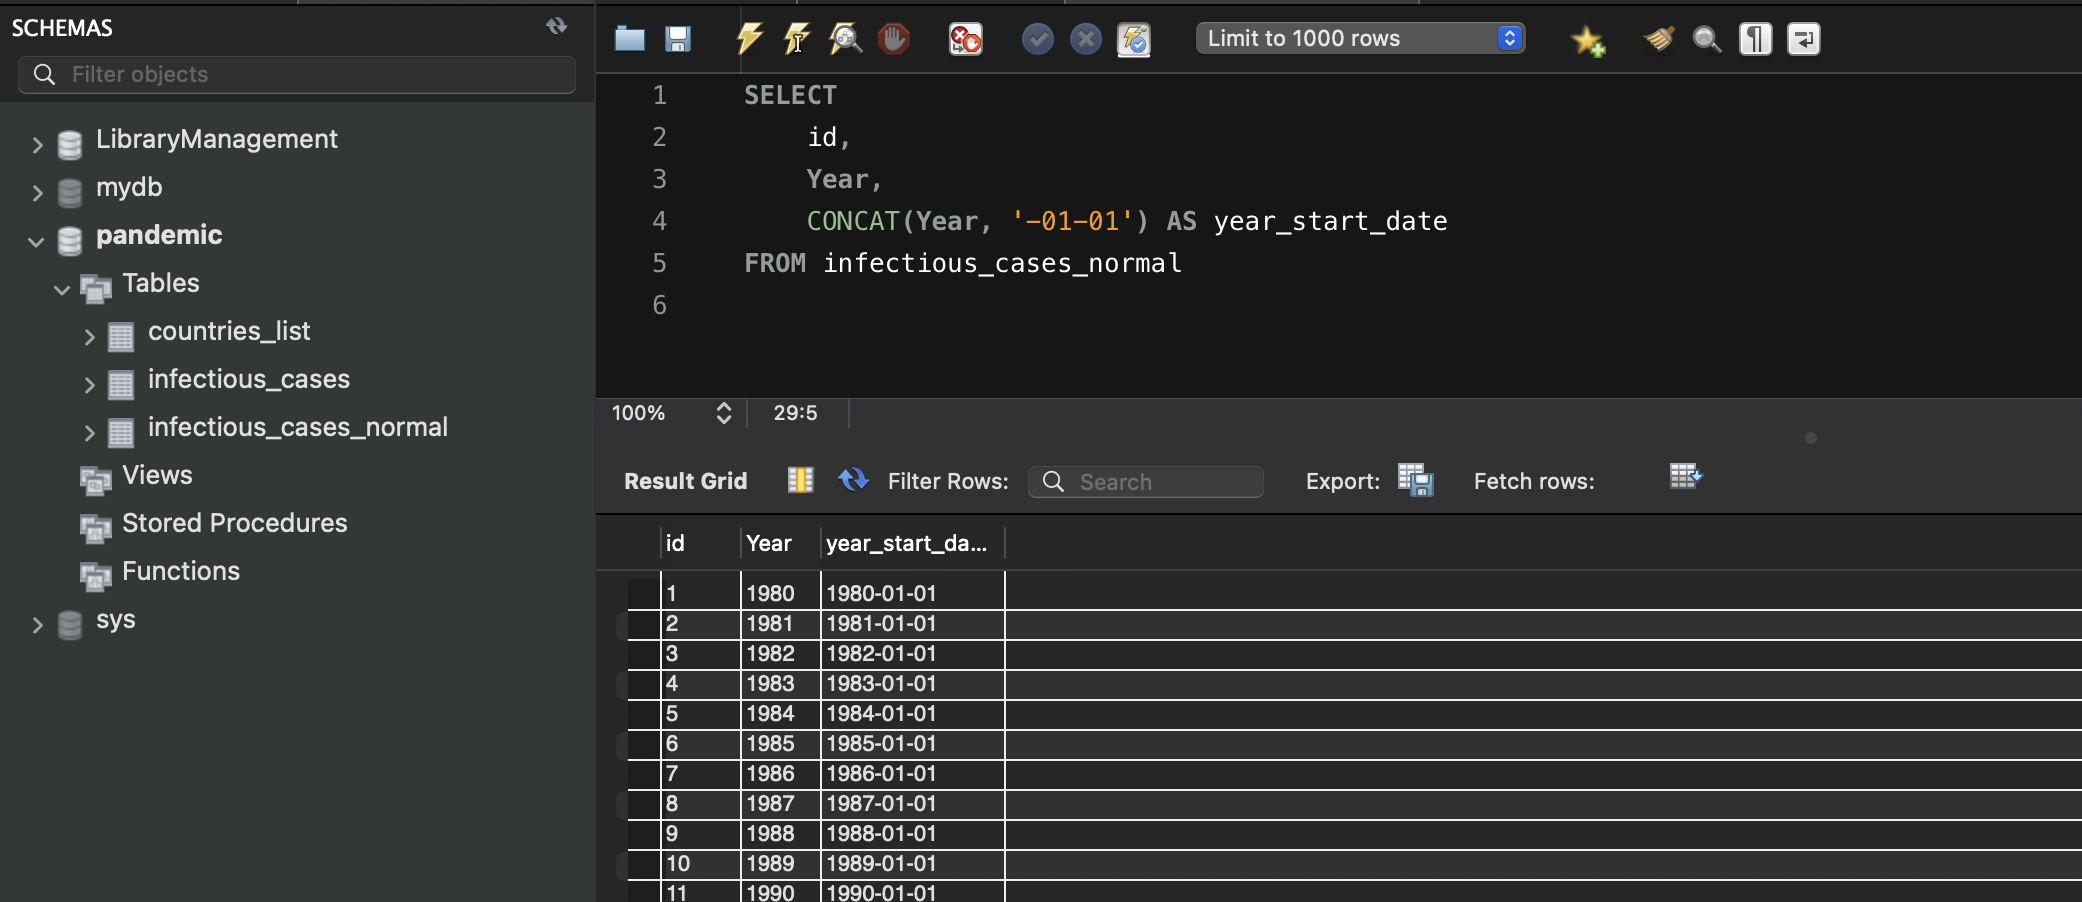 SCHEMAS
Filter objects
LibraryManagement
mydb
pandemic
Tables
countries_list
infectious_cases
infectious_cases_normal
Views
Stored Procedures
Functions
sys
Limit to 1000 rows
1 SELECT
2 id,
3 Year,
4 CONCAT(Year, '-01-01') AS year_start_date
5 FROM infectious_cases_normal
6
100% 29:5
Result Grid Filter Rows: Search Export: Fetch rows:
id Year year_start_da...
1 1980 1980-01-01
2 1981 1981-01-01
3 1982 1982-01-01
4 1983 1983-01-01
5 1984 1984-01-01
6 1985 1985-01-01
7 1986 1986-01-01
8 1987 1987-01-01
9 1988 1988-01-01
10 1989 1989-01-01
11 1990 1990-01-01